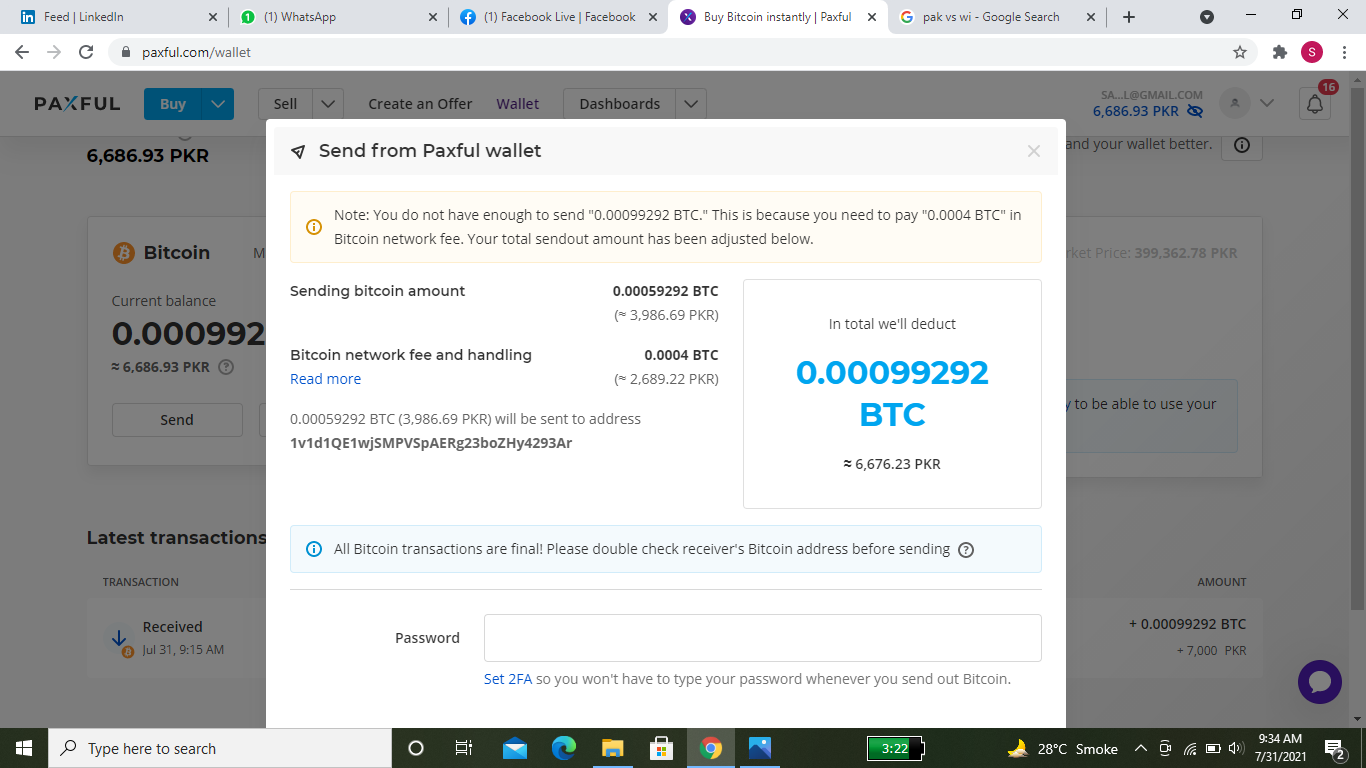 Feed | LinkedIn
(1) WhatsApp
(1) Facebook Live | Facebook
Buy Bitcoin instantly | Paxful
pak vs wi - Google Search
paxful.com/wallet
S
PAXFUL
Buy
Sell
Create an Offer
Wallet
Dashboards
SA...L@GMAIL.COM
6,686.93 PKR
16
6,686.93 PKR
and your wallet better.
Send from Paxful wallet
Note: You do not have enough to send "0.00099292 BTC." This is because you need to pay "0.0004 BTC" in
Bitcoin network fee. Your total sendout amount has been adjusted below.
Bitcoin
M
rket Price: 399,362.78 PKR
Sending bitcoin amount
0.00059292 BTC
(≈ 3,986.69 PKR)
Current balance
0.000992
≈ 6,686.93 PKR
Bitcoin network fee and handling
0.0004 BTC
Read more
(≈ 2,689.22 PKR)
In total we'll deduct
0.00099292
BTC
≈ 6,676.23 PKR
Send
y to be able to use your
0.00059292 BTC (3,986.69 PKR) will be sent to address
1v1d1QE1wjSMPVSpAERg23boZHy4293Ar
All Bitcoin transactions are final! Please double check receiver's Bitcoin address before sending
Latest transactions
TRANSACTION
AMOUNT
Received
Jul 31, 9:15 AM
+ 0.00099292 BTC
+ 7,000 PKR
Password
Set 2FA so you won't have to type your password whenever you send out Bitcoin.
Type here to search
3:22
28°C Smoke
9:34 AM
7/31/2021
2